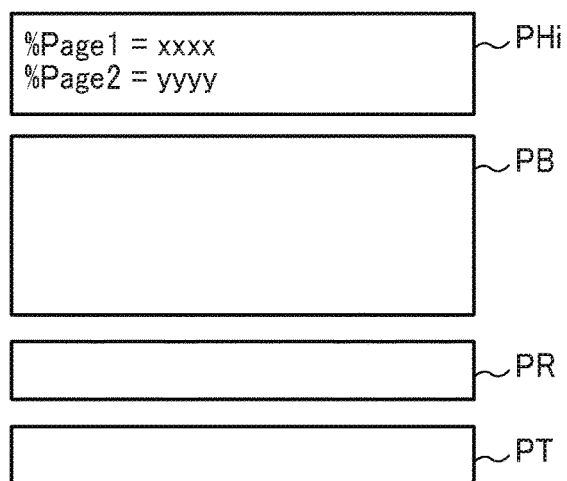 %Page1 = xxxx
%Page2 = yyyy
PHi
PB
PR
PT